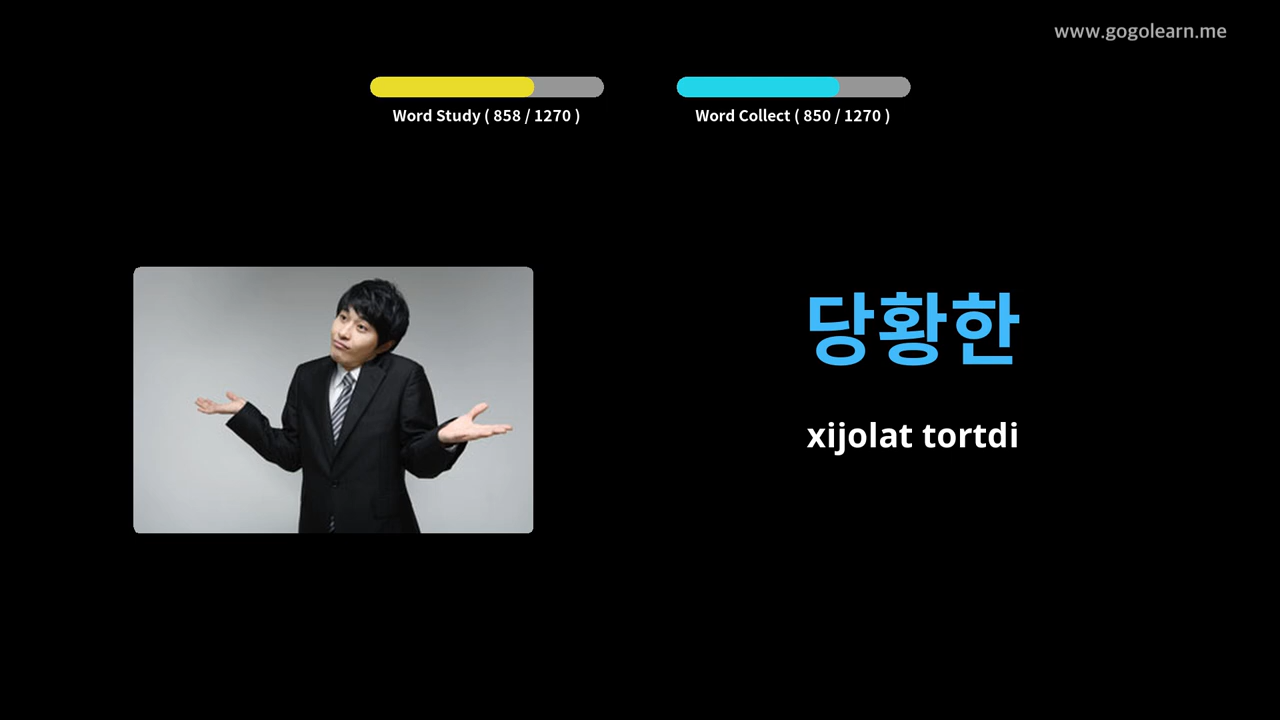 www.gogolearn.me
Word Study ( 858 / 1270 )
Word Collect ( 850 / 1270 )
당황한
xijolat tortdi